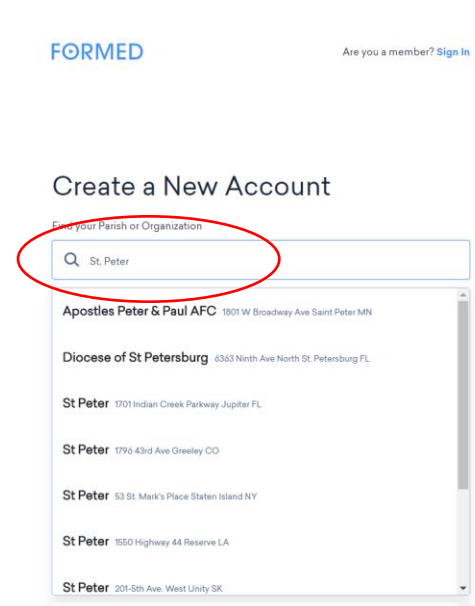 FORMED
Are you a member? Sign In
Create a New Account
Find your Parish or Organization
St. Peter
Apostles Peter & Paul AFC 1801 W Broadway Ave Saint Peter MN
Diocese of St Petersburg 6363 Ninth Ave North St. Petersburg FL
St Peter 1701 Indian Creek Parkway Jupiter FL
St Peter 1796 43rd Ave Greeley CO
St Peter 53 St. Mark's Place Staten Island NY
St Peter 1550 Highway 44 Reserve LA
St Peter 201-5th Ave. West Unity SK